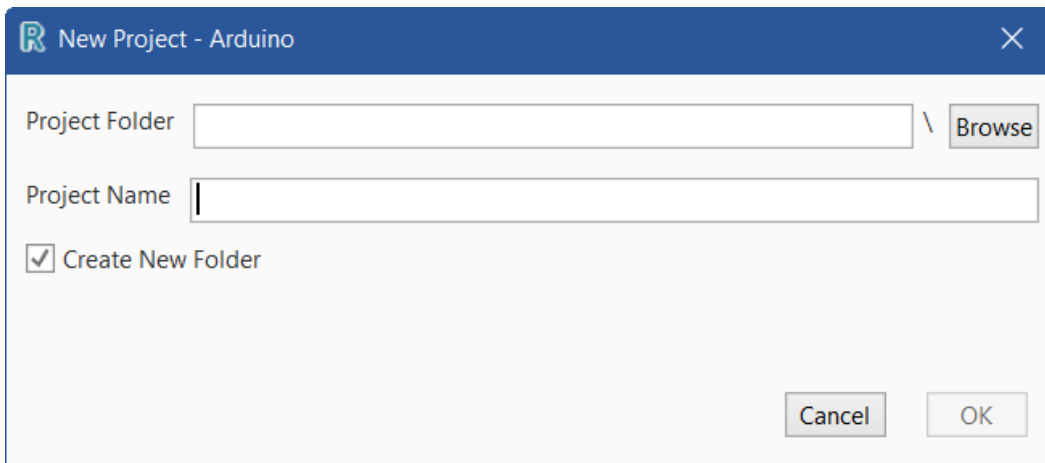 R New Project - Arduino
Project Folder \ Browse
Project Name
Create New Folder
Cancel OK